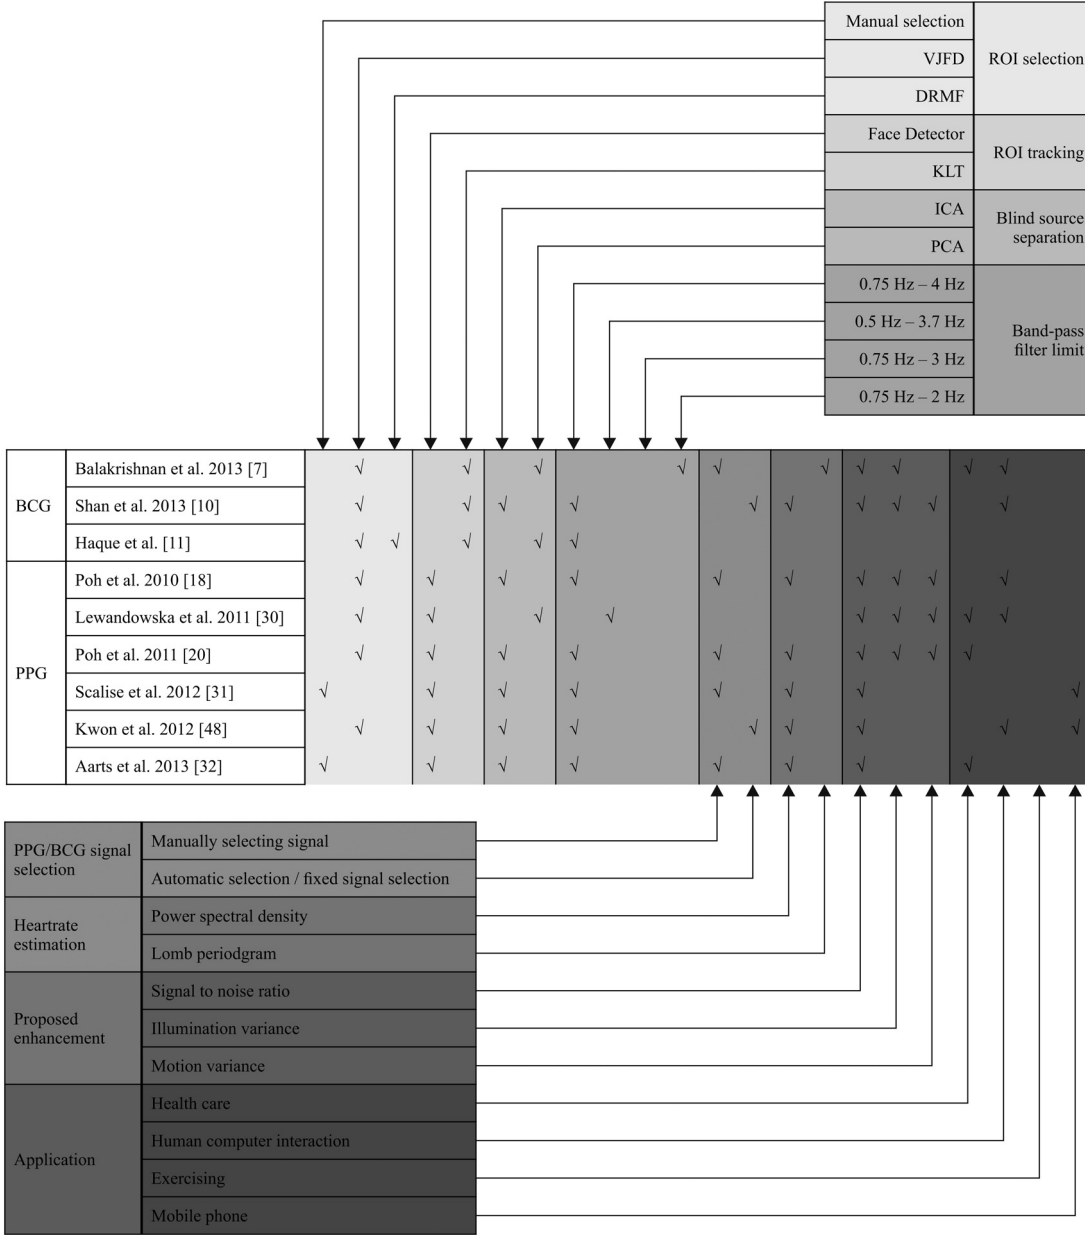 Manual selection
VJFD
DRMF
ROI selection
Face Detector
KLT
ROI tracking
ICA
PCA
Blind source
separation
0.75 Hz – 4 Hz
0.5 Hz – 3.7 Hz
0.75 Hz – 3 Hz
0.75 Hz – 2 Hz
Band-pass
filter limit
BCG
Balakrishnan et al. 2013 [7] √ √ √ √ √ √ √ √ √ √
Shan et al. 2013 [10] √ √ √ √ √ √ √ √ √ √
Haque et al. [11] √ √ √ √ √
PPG
Poh et al. 2010 [18] √ √ √ √ √ √ √ √ √ √
Lewandowska et al. 2011 [30] √ √ √ √ √ √ √ √ √
Poh et al. 2011 [20] √ √ √ √ √ √ √ √ √ √
Scalise et al. 2012 [31] √ √ √ √ √ √ √ √
Kwon et al. 2012 [48] √ √ √ √ √ √ √ √ √
Aarts et al. 2013 [32] √ √ √ √ √ √ √ √
PPG/BCG signal
selection
Manually selecting signal
Automatic selection / fixed signal selection
Heartrate
estimation
Power spectral density
Lomb periodgram
Proposed
enhancement
Signal to noise ratio
Illumination variance
Motion variance
Application
Health care
Human computer interaction
Exercising
Mobile phone